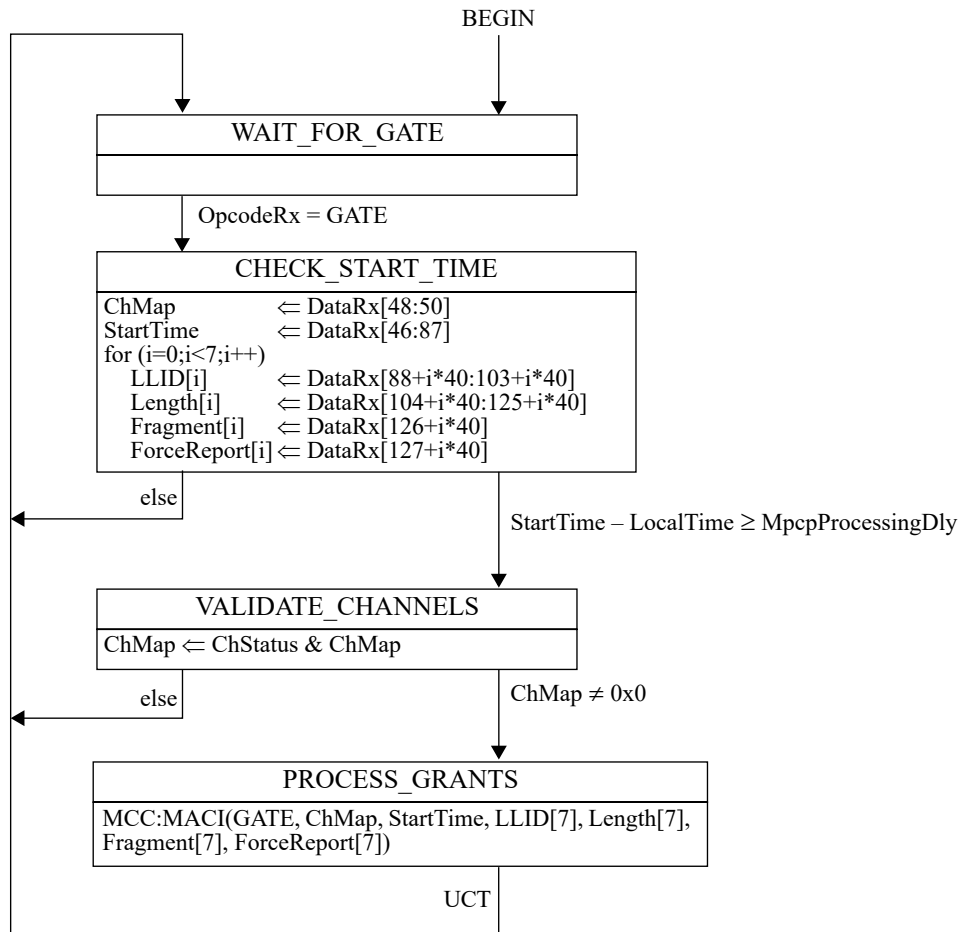 BEGIN
WAIT_FOR_GATE
OpcodeRx = GATE
CHECK_START_TIME
ChMap ⇐ DataRx[48:50]
StartTime ⇐ DataRx[46:87]
for (i=0;i<7;i++)
LLID[i] ⇐ DataRx[88+i*40:103+i*40]
Length[i] ⇐ DataRx[104+i*40:125+i*40]
Fragment[i] ⇐ DataRx[126+i*40]
ForceReport[i] ⇐ DataRx[127+i*40]
else
StartTime – LocalTime ≥ MpcpProcessingDly
VALIDATE_CHANNELS
ChMap ⇐ ChStatus & ChMap
else
ChMap ≠ 0x0
PROCESS_GRANTS
MCC:MACI(GATE, ChMap, StartTime, LLID[7], Length[7],
Fragment[7], ForceReport[7])
UCT